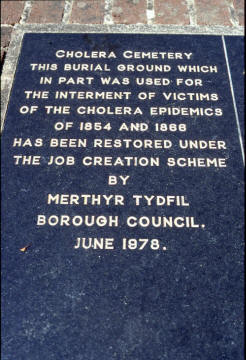 CHOLERA CEMETERY
THIS BURIAL GROUND WHICH
IN PART WAS USED FOR
THE INTERMENT OF VICTIMS
OF THE CHOLERA EPIDEMICS
OF 1854 AND 1866
HAS BEEN RESTORED UNDER
THE JOB CREATION SCHEME
BY
MERTHYR TYDFIL
BOROUGH COUNCIL.
JUNE 1978.